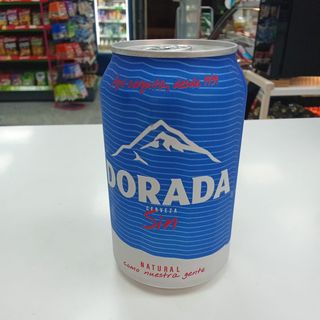 DORADA
CERVEZA
Sin
NATURAL
como nuestra gente